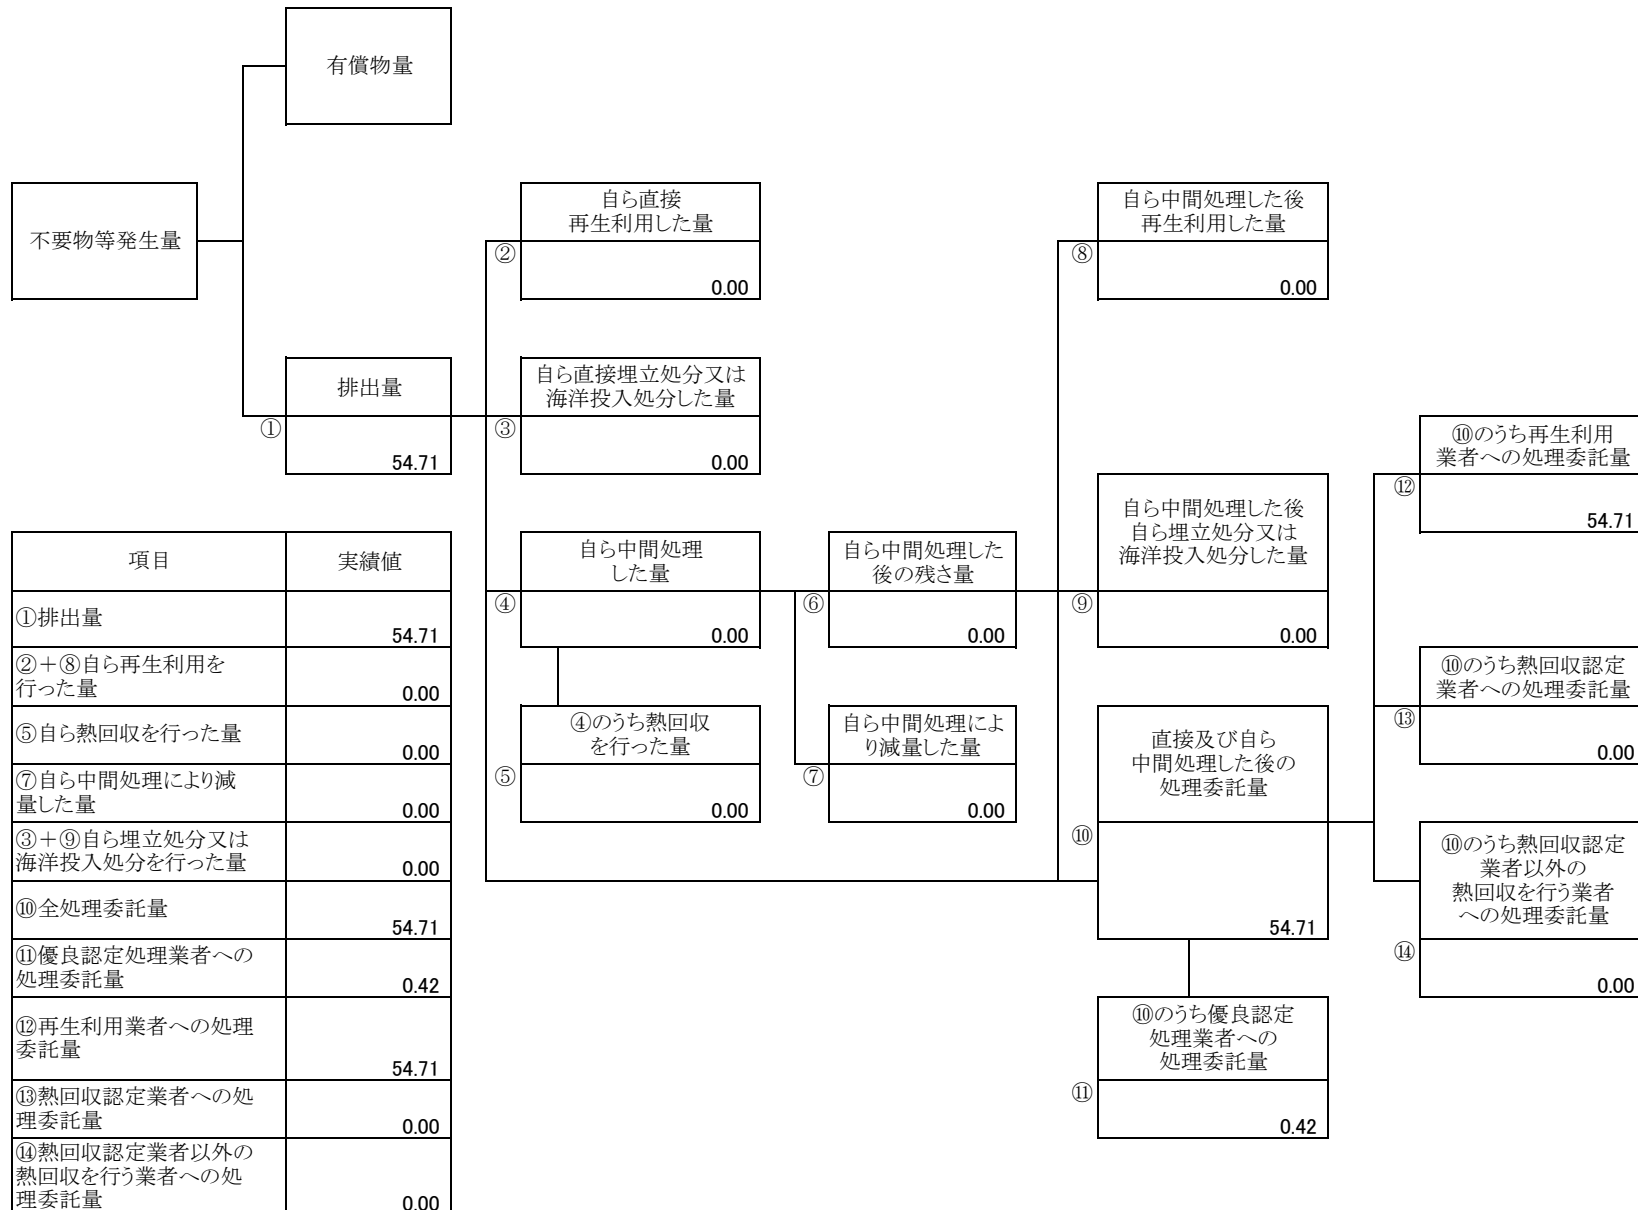 有償物量
不要物等発生量
自ら直接
再生利用した量
②
0.00
自ら中間処理した後
再生利用した量
⑧
0.00
排出量
①
54.71
自ら直接埋立処分又は
海洋投入処分した量
③
0.00
⑩のうち再生利用
業者への処理委託量
⑫
54.71
自ら中間処理
した量
④
0.00
自ら中間処理した
後の残さ量
⑥
0.00
自ら中間処理した後
自ら埋立処分又は
海洋投入処分した量
⑨
0.00
⑩のうち熱回収認定
業者への処理委託量
⑬
0.00
④のうち熱回収
を行った量
⑤
0.00
自ら中間処理によ
り減量した量
⑦
0.00
直接及び自ら
中間処理した後の
処理委託量
⑩
54.71
⑩のうち熱回収認定
業者以外の
熱回収を行う業者
への処理委託量
⑭
0.00
⑩のうち優良認定
処理業者への
処理委託量
⑪
0.42
項目 実績値
①排出量
54.71
②+⑧自ら再生利用を
行った量
0.00
⑤自ら熱回収を行った量
0.00
⑦自ら中間処理により減
量した量
0.00
③+⑨自ら埋立処分又は
海洋投入処分を行った量
0.00
⑩全処理委託量
54.71
⑪優良認定処理業者への
処理委託量
0.42
⑫再生利用業者への処理
委託量
54.71
⑬熱回収認定業者への処
理委託量
0.00
⑭熱回収認定業者以外の
熱回収を行う業者への処
理委託量
0.00